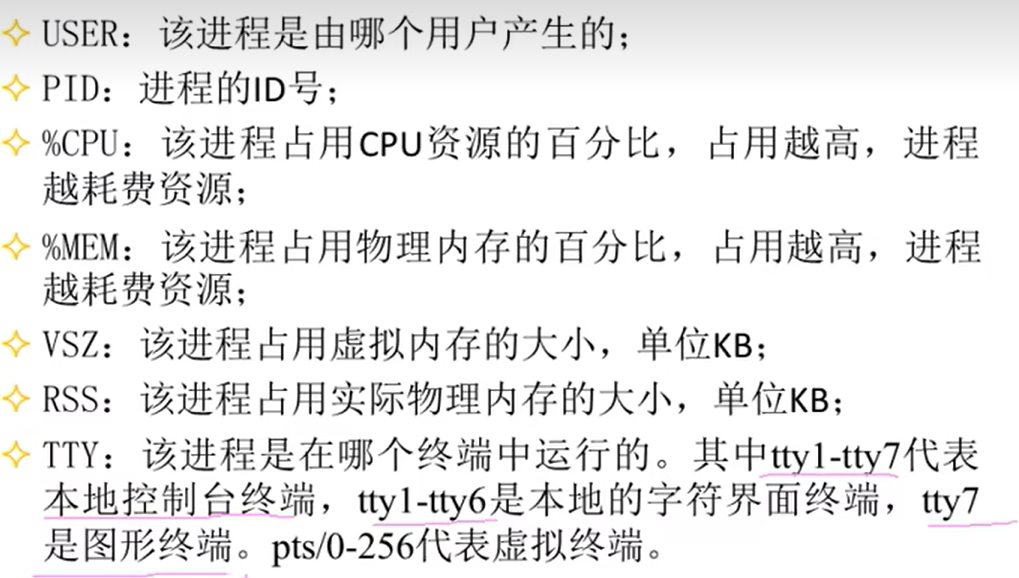 USER：该进程是由哪个用户产生的；
PID：进程的ID号；
%CPU：该进程占用CPU资源的百分比，占用越高，进程
越耗费资源；
%MEM：该进程占用物理内存的百分比，占用越高，进程
越耗费资源；
VSZ：该进程占用虚拟内存的大小，单位KB；
RSS：该进程占用实际物理内存的大小，单位KB；
TTY：该进程是在哪个终端中运行的。其中tty1-tty7代表
本地控制台终端，tty1-tty6是本地的字符界面终端，tty7
是图形终端。pts/0-256代表虚拟终端。